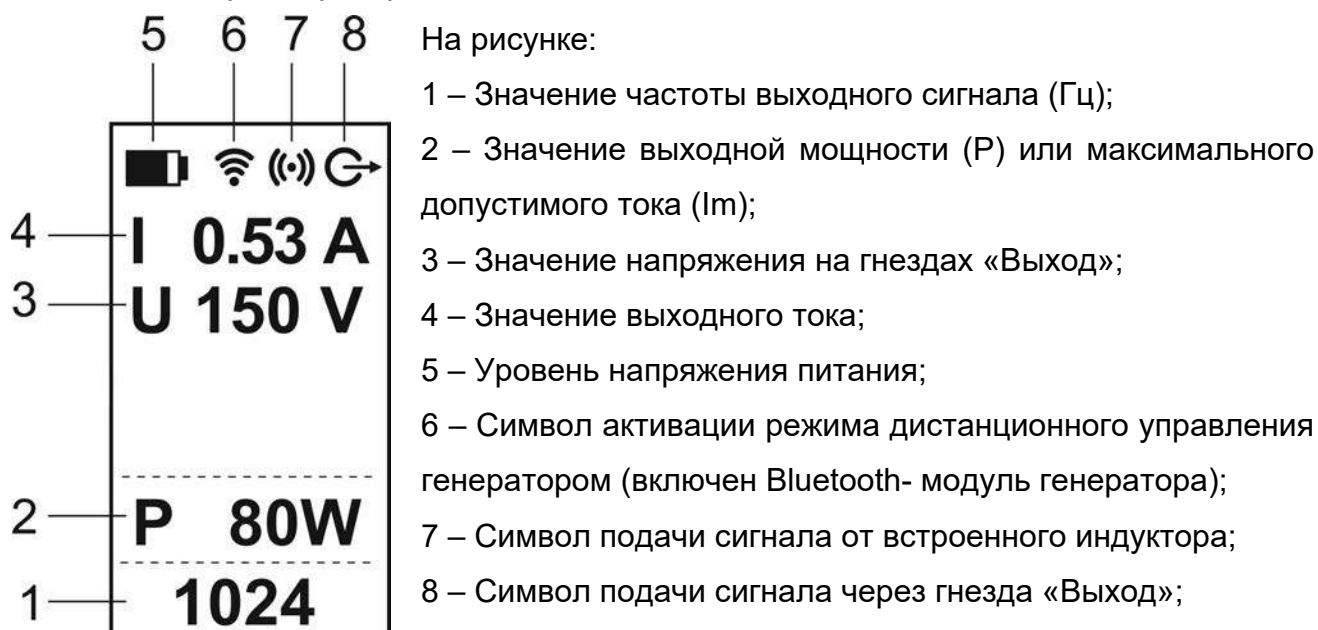 5 6 7 8
4
I 0.53 A
3
U 150 V
2
P 80W
1
1024
На рисунке:
1 – Значение частоты выходного сигнала (Гц);
2 – Значение выходной мощности (P) или максимального
допустимого тока (Im);
3 – Значение напряжения на гнездах «Выход»;
4 – Значение выходного тока;
5 – Уровень напряжения питания;
6 – Символ активации режима дистанционного управления
генератором (включен Bluetooth- модуль генератора);
7 – Символ подачи сигнала от встроенного индуктора;
8 – Символ подачи сигнала через гнезда «Выход»;